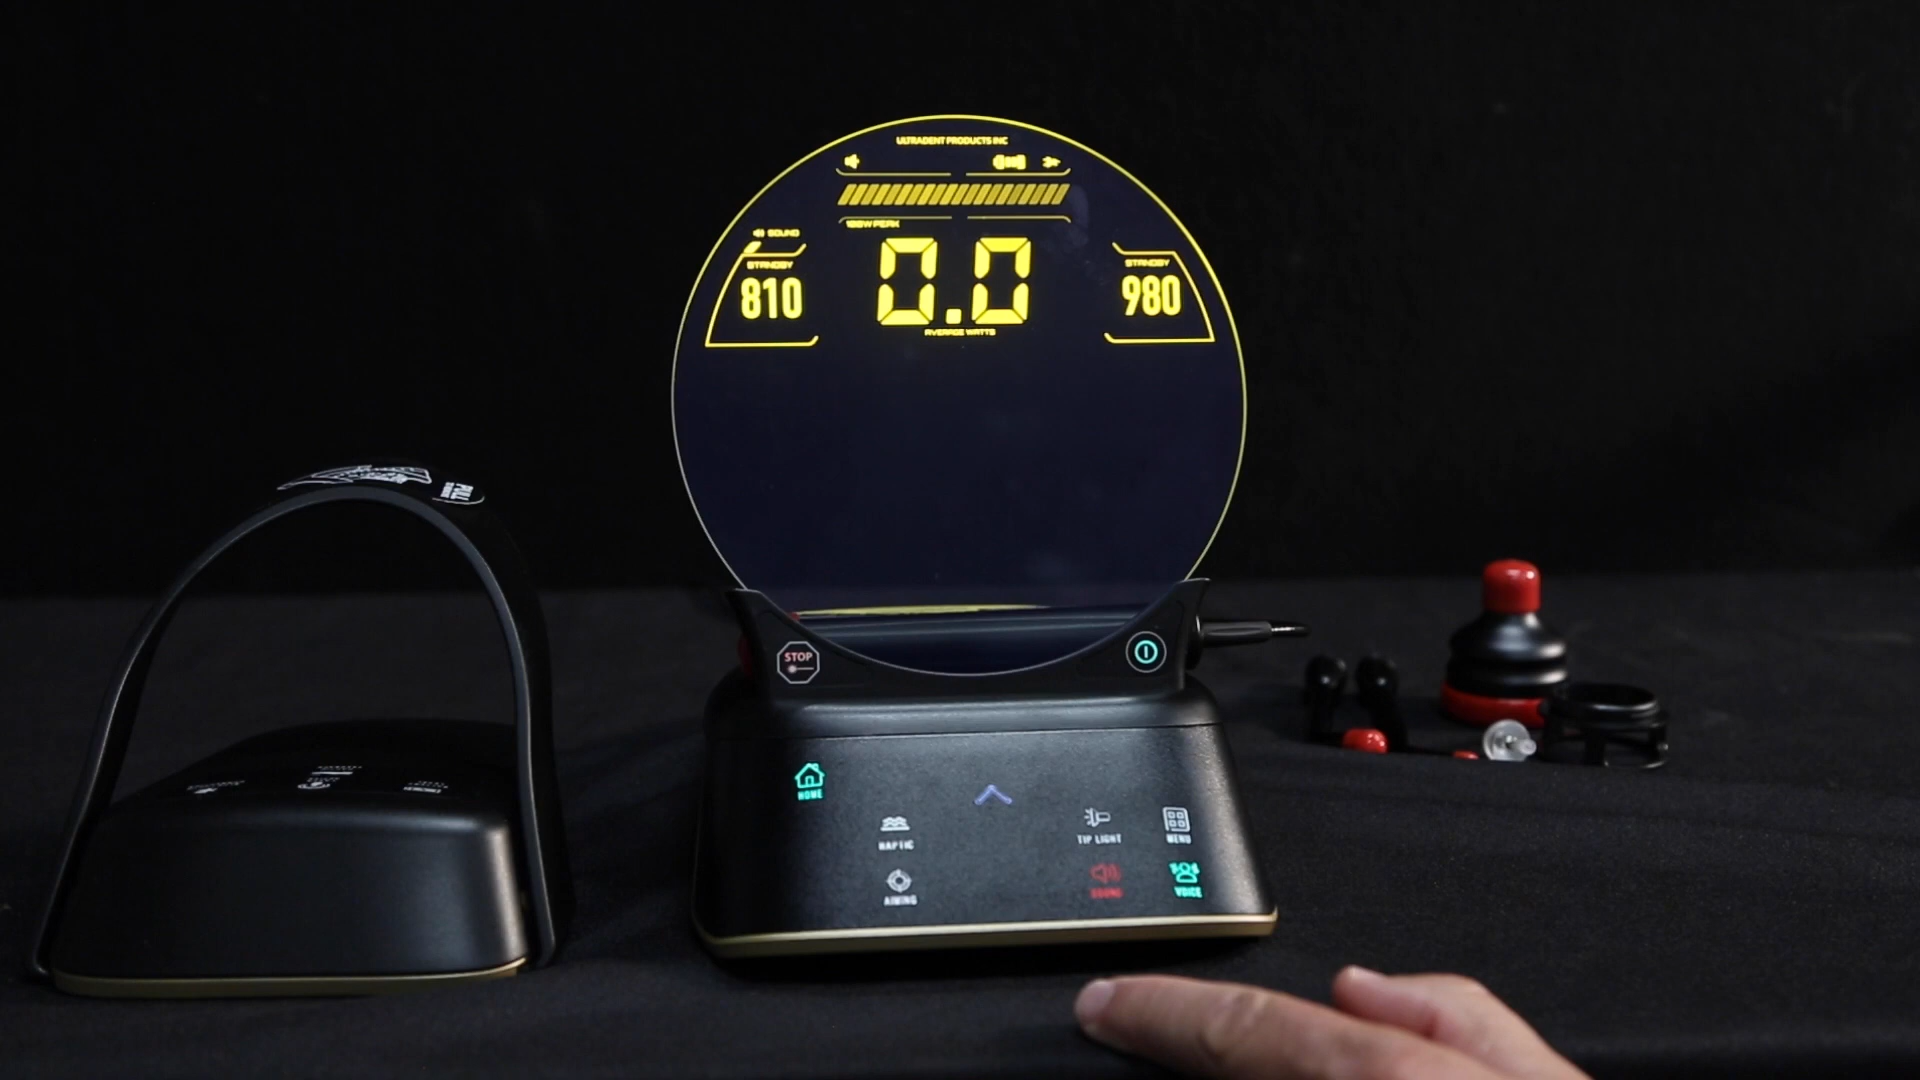 ULTRADENT PRODUCTS INC
100W PEAK
SOUND
STANDBY
810
0.0
AVERAGE WATTS
STANDBY
980
STOP
HOME
HAPTIC
TIP LIGHT
MENU
AIMING
SOUND
VOICE
PULL